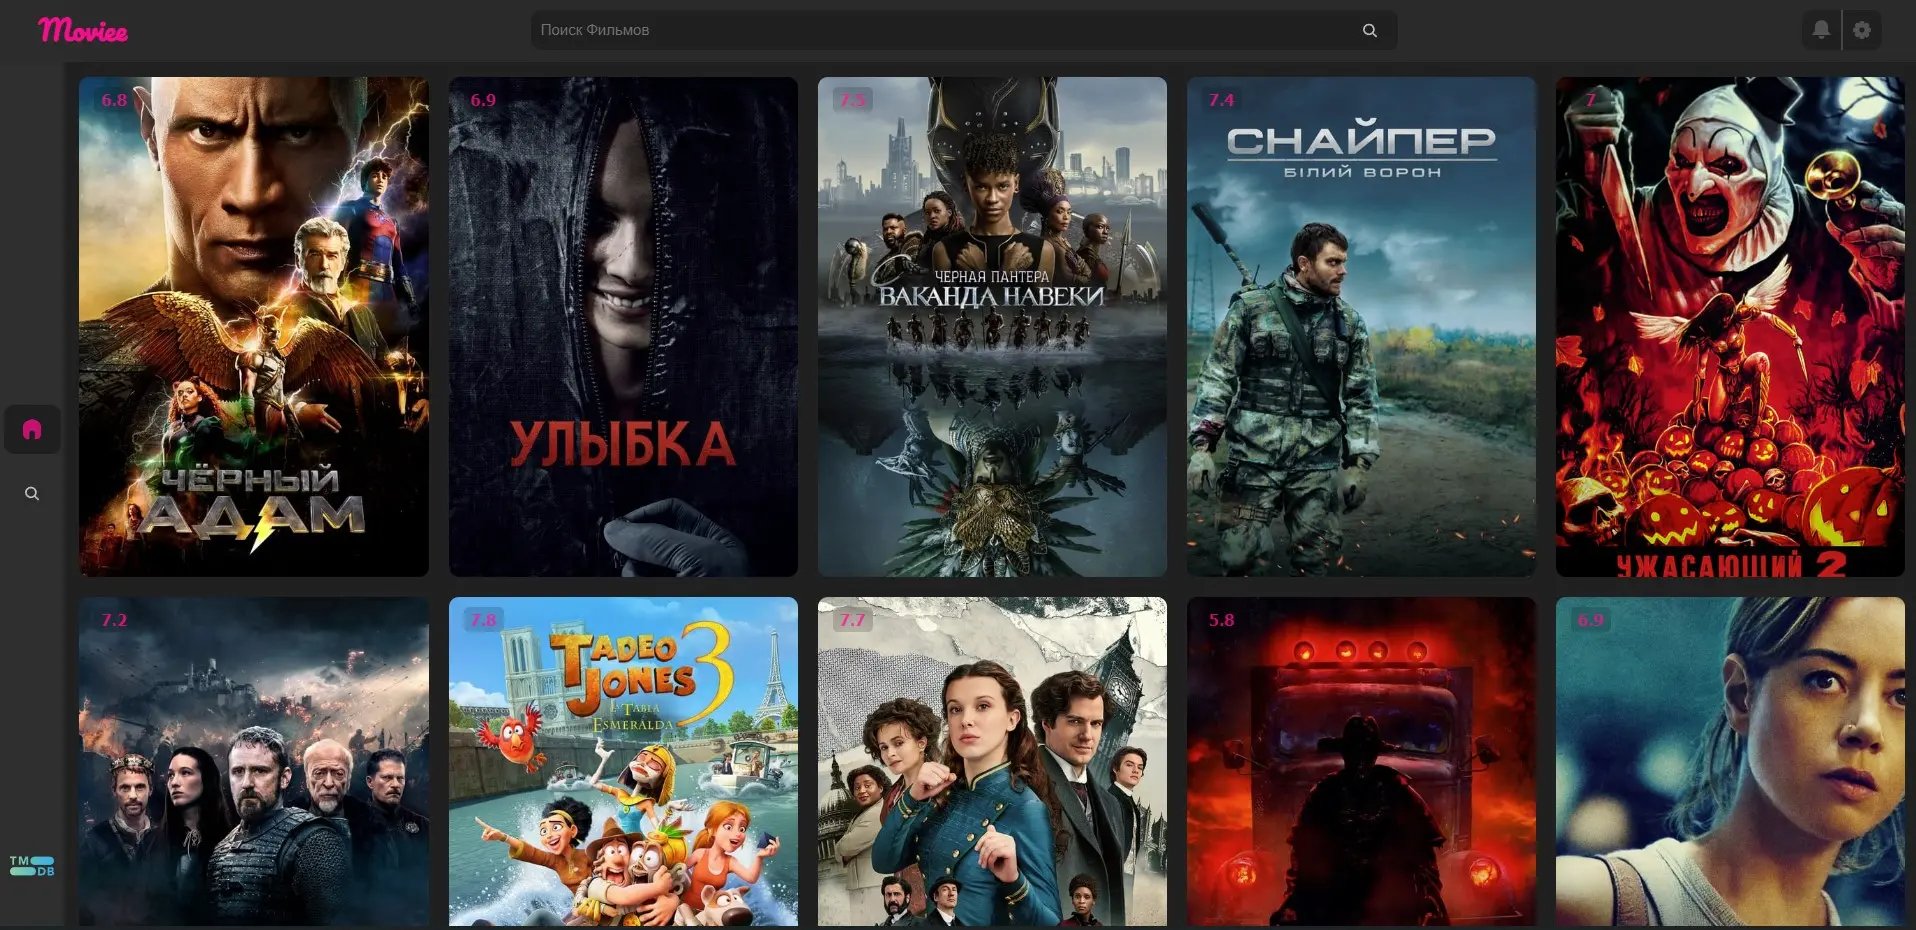 Moviee
Поиск Фильмов
6.8
ЧЁРНЫЙ
АДАМ
6.9
УЛЫБКА
7.5
ЧЕРНАЯ ПАНТЕРА
ВАКАНДА НАВЕКИ
7.4
СНАЙПЕР
БІЛИЙ ВОРОН
7
УЖАСАЮЩИЙ 2
7.2
7.8
TADEO
JONES 3
LA TABLA
ESMERALDA
7.7
5.8
6.9
TM
DB